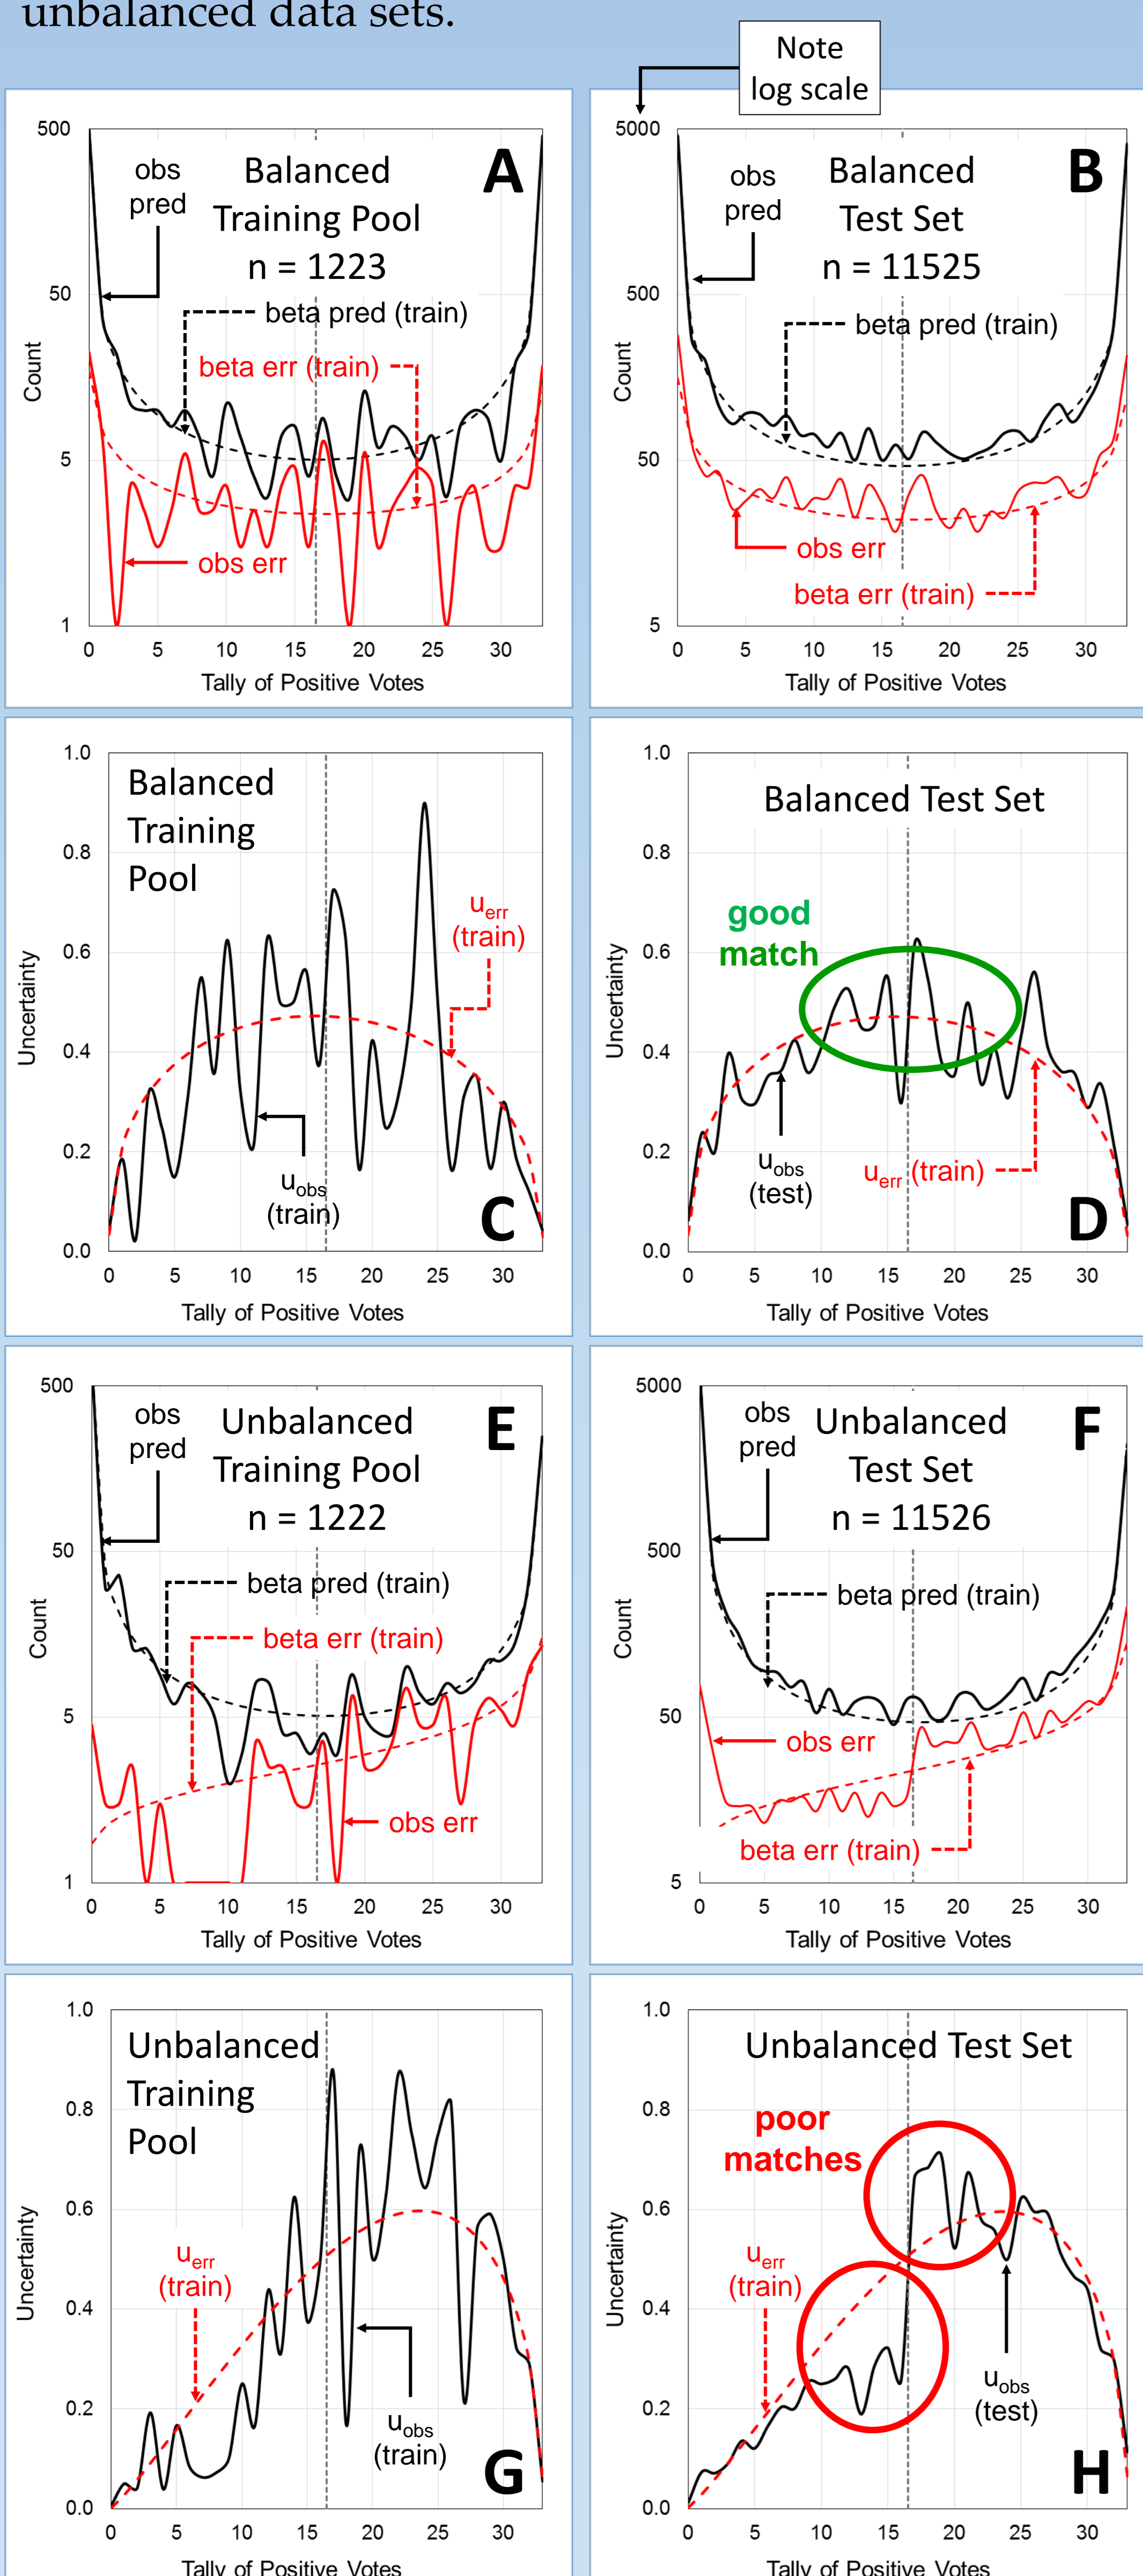 unbalanced data sets.
Note
log scale
500
50
5
1
Count
obs
pred
Balanced
Training Pool
n = 1223
A
beta pred (train)
beta err (train)
obs err
0 5 10 15 20 25 30
Tally of Positive Votes
5000
500
50
5
Count
obs
pred
Balanced
Test Set
n = 11525
B
beta pred (train)
obs err
beta err (train)
0 5 10 15 20 25 30
Tally of Positive Votes
1.0
0.8
0.6
0.4
0.2
0.0
Uncertainty
Balanced
Training
Pool
uerr
(train)
uobs
(train)
C
0 5 10 15 20 25 30
Tally of Positive Votes
1.0
0.8
0.6
0.4
0.2
0.0
Uncertainty
Balanced Test Set
good
match
uobs
(test)
uerr (train)
D
0 5 10 15 20 25 30
Tally of Positive Votes
500
50
5
1
Count
obs
pred
Unbalanced
Training Pool
n = 1222
E
beta pred (train)
beta err (train)
obs err
0 5 10 15 20 25 30
Tally of Positive Votes
5000
500
50
5
Count
obs
pred
Unbalanced
Test Set
n = 11526
F
beta pred (train)
obs err
beta err (train)
0 5 10 15 20 25 30
Tally of Positive Votes
1.0
0.8
0.6
0.4
0.2
0.0
Uncertainty
Unbalanced
Training
Pool
uerr
(train)
uobs
(train)
G
0 5 10 15 20 25 30
Tally of Positive Votes
1.0
0.8
0.6
0.4
0.2
0.0
Uncertainty
Unbalanced Test Set
poor
matches
uerr
(train)
uobs
(test)
H
0 5 10 15 20 25 30
Tally of Positive Votes